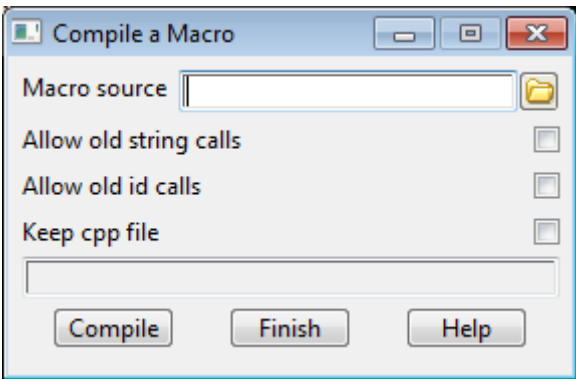 Compile a Macro
Macro source
Allow old string calls
Allow old id calls
Keep cpp file
Compile Finish Help